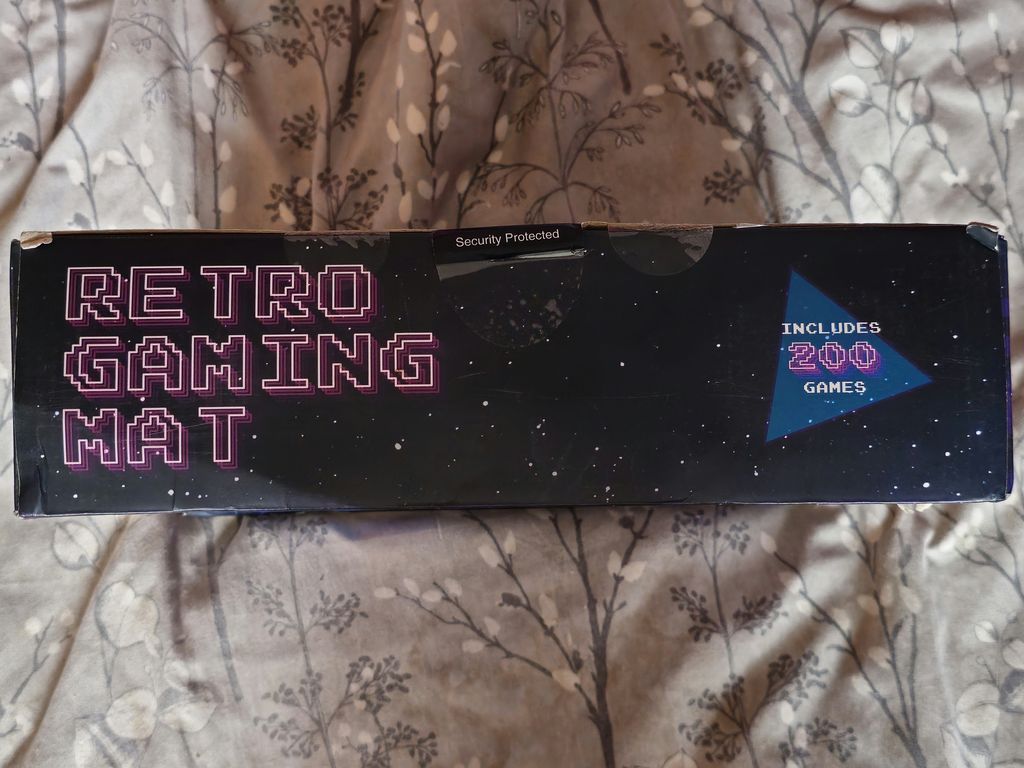 Security Protected
RETRO
GAMING
MAT
INCLUDES
200
GAMES